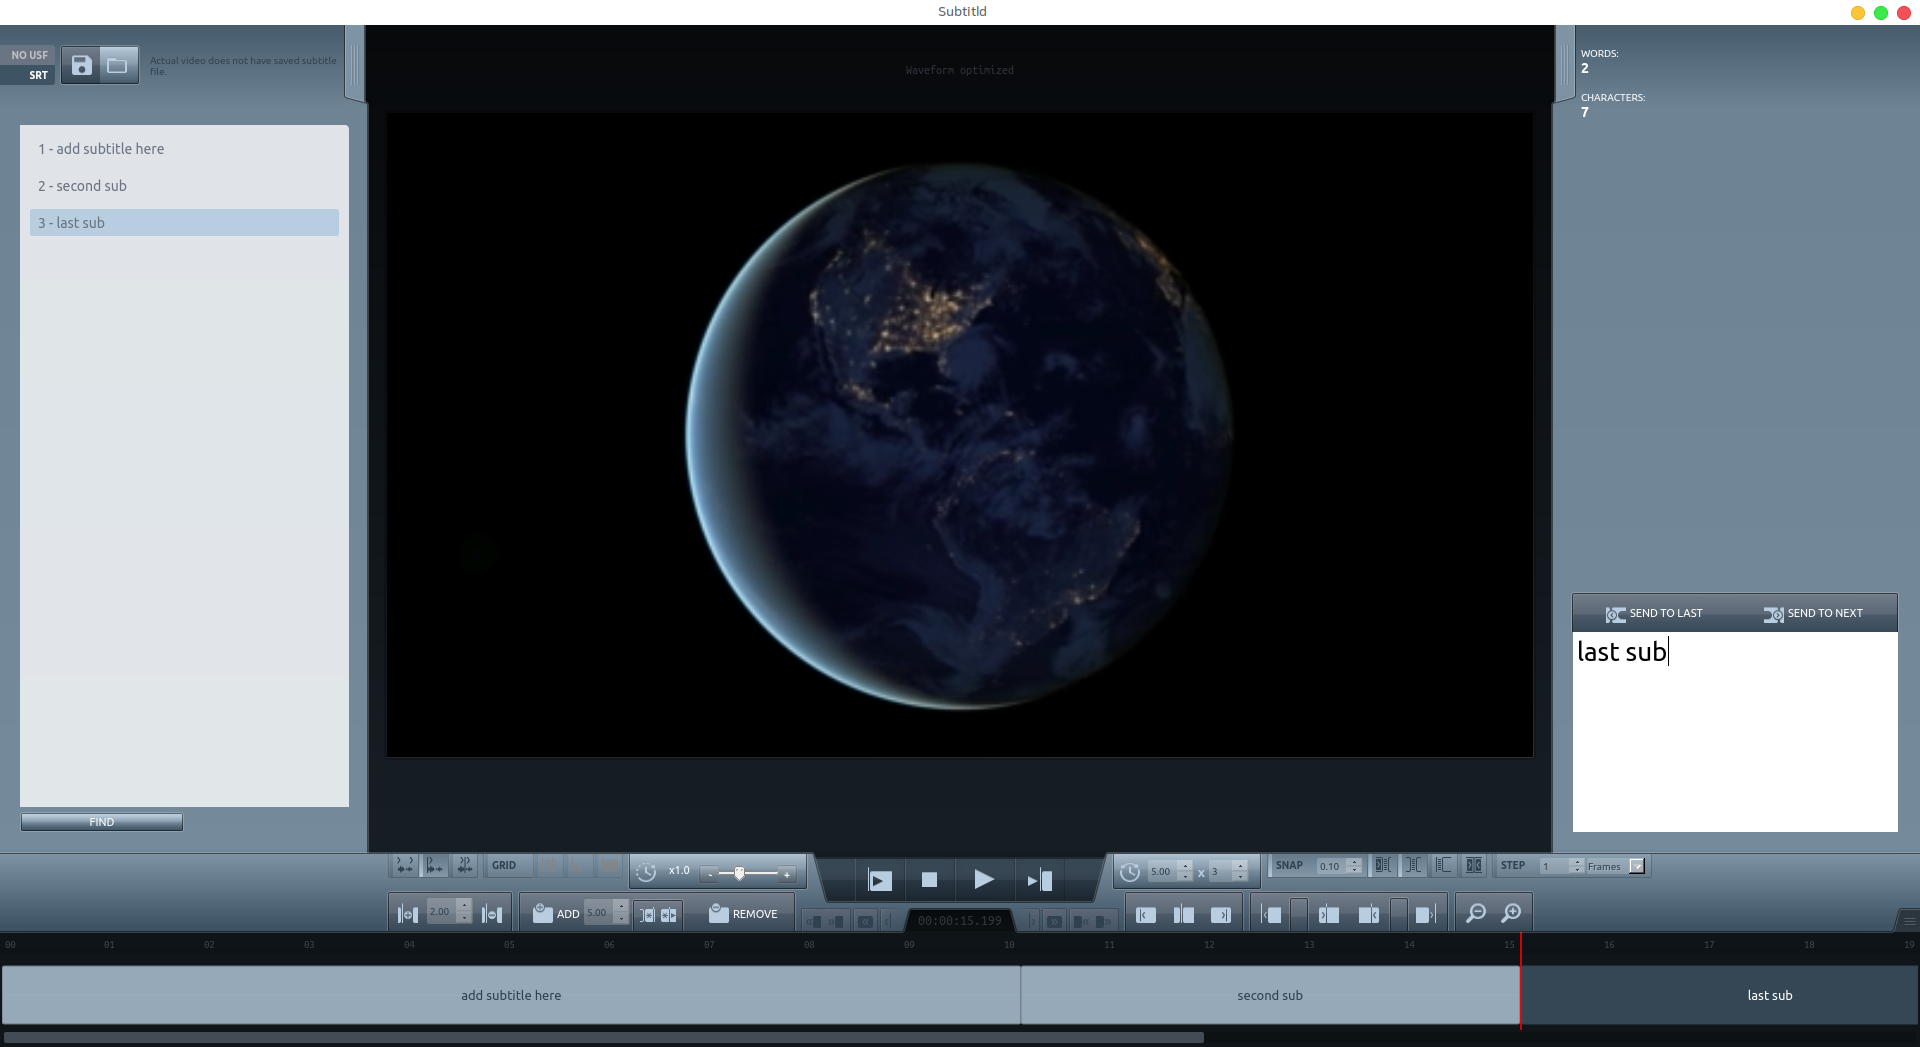 Subtitld
NO USF
SRT
Actual video does not have saved subtitle
file.
Waveform optimized
WORDS:
2
CHARACTERS:
7
1 - add subtitle here
2 - second sub
3 - last sub
SEND TO LAST
SEND TO NEXT
last sub
FIND
GRID
x1.0
-
+
5.00
x
3
SNAP
0.10
STEP
1
Frames
2.00
ADD
5.00
REMOVE
00:00:15.199
00 01 02 03 04 05 06 07 08 09 10 11 12 13 14 15 16 17 18 19
add subtitle here
second sub
last sub